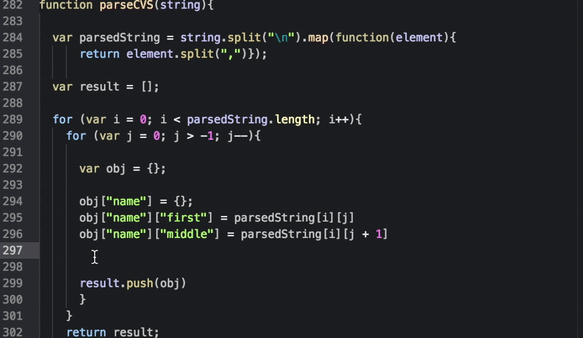 282 function parseCVS(string){
283
284 var parsedString = string.split("\n").map(function(element){
285 return element.split(",")});
286
287 var result = [];
288
289 for (var i = 0; i < parsedString.length; i++){
290 for (var j = 0; j > -1; j--){
291
292 var obj = {};
293
294 obj["name"] = {};
295 obj["name"]["first"] = parsedString[i][j]
296 obj["name"]["middle"] = parsedString[i][j + 1]
297
298
299 result.push(obj)
300 }
301 }
302 return result;